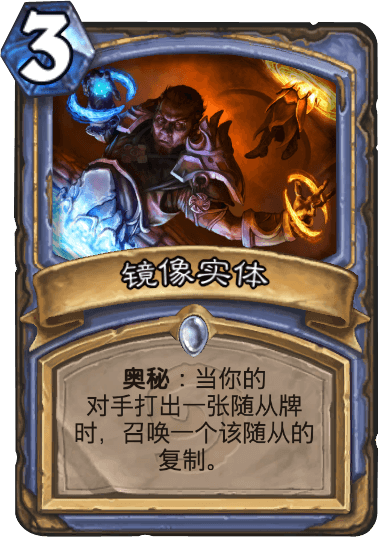 3
镜像实体
奥秘：当你的
对手打出一张随从牌
时，召唤一个该随从的
复制。